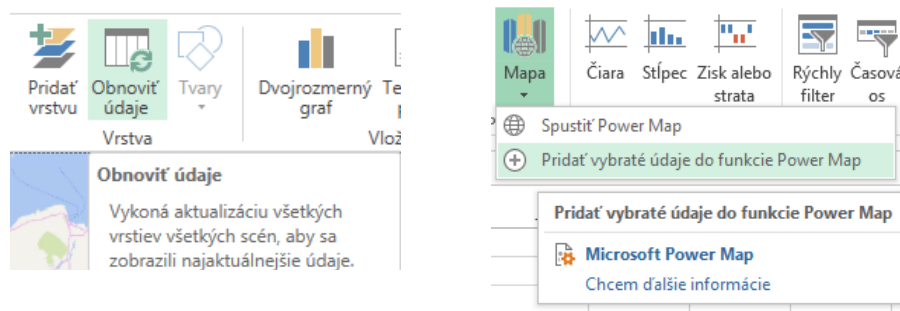 Pridať
vrstvu
Obnoviť
údaje
Tvary
Dvojrozmerný
graf
Vrstva
Obnoviť údaje
Vykoná aktualizáciu všetkých
vrstiev všetkých scén, aby sa
zobrazili najaktuálnejšie údaje.
Mapa
Čiara
Stĺpec
Zisk alebo
strata
Rýchly
filter
os
Spustiť Power Map
Pridať vybraté údaje do funkcie Power Map
Pridať vybraté údaje do funkcie Power Map
Microsoft Power Map
Chcem ďalšie informácie